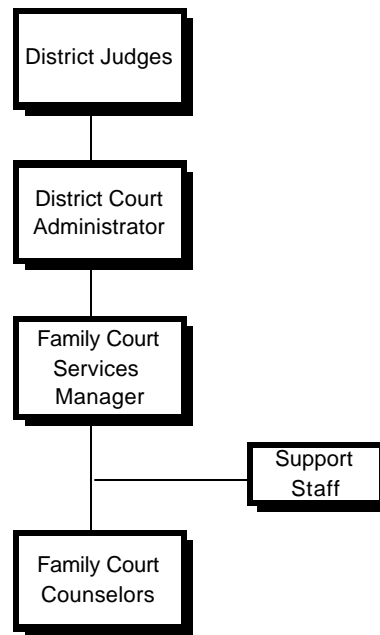 District Judges
District Court
Administrator
Family Court
Services
Manager
Support
Staff
Family Court
Counselors